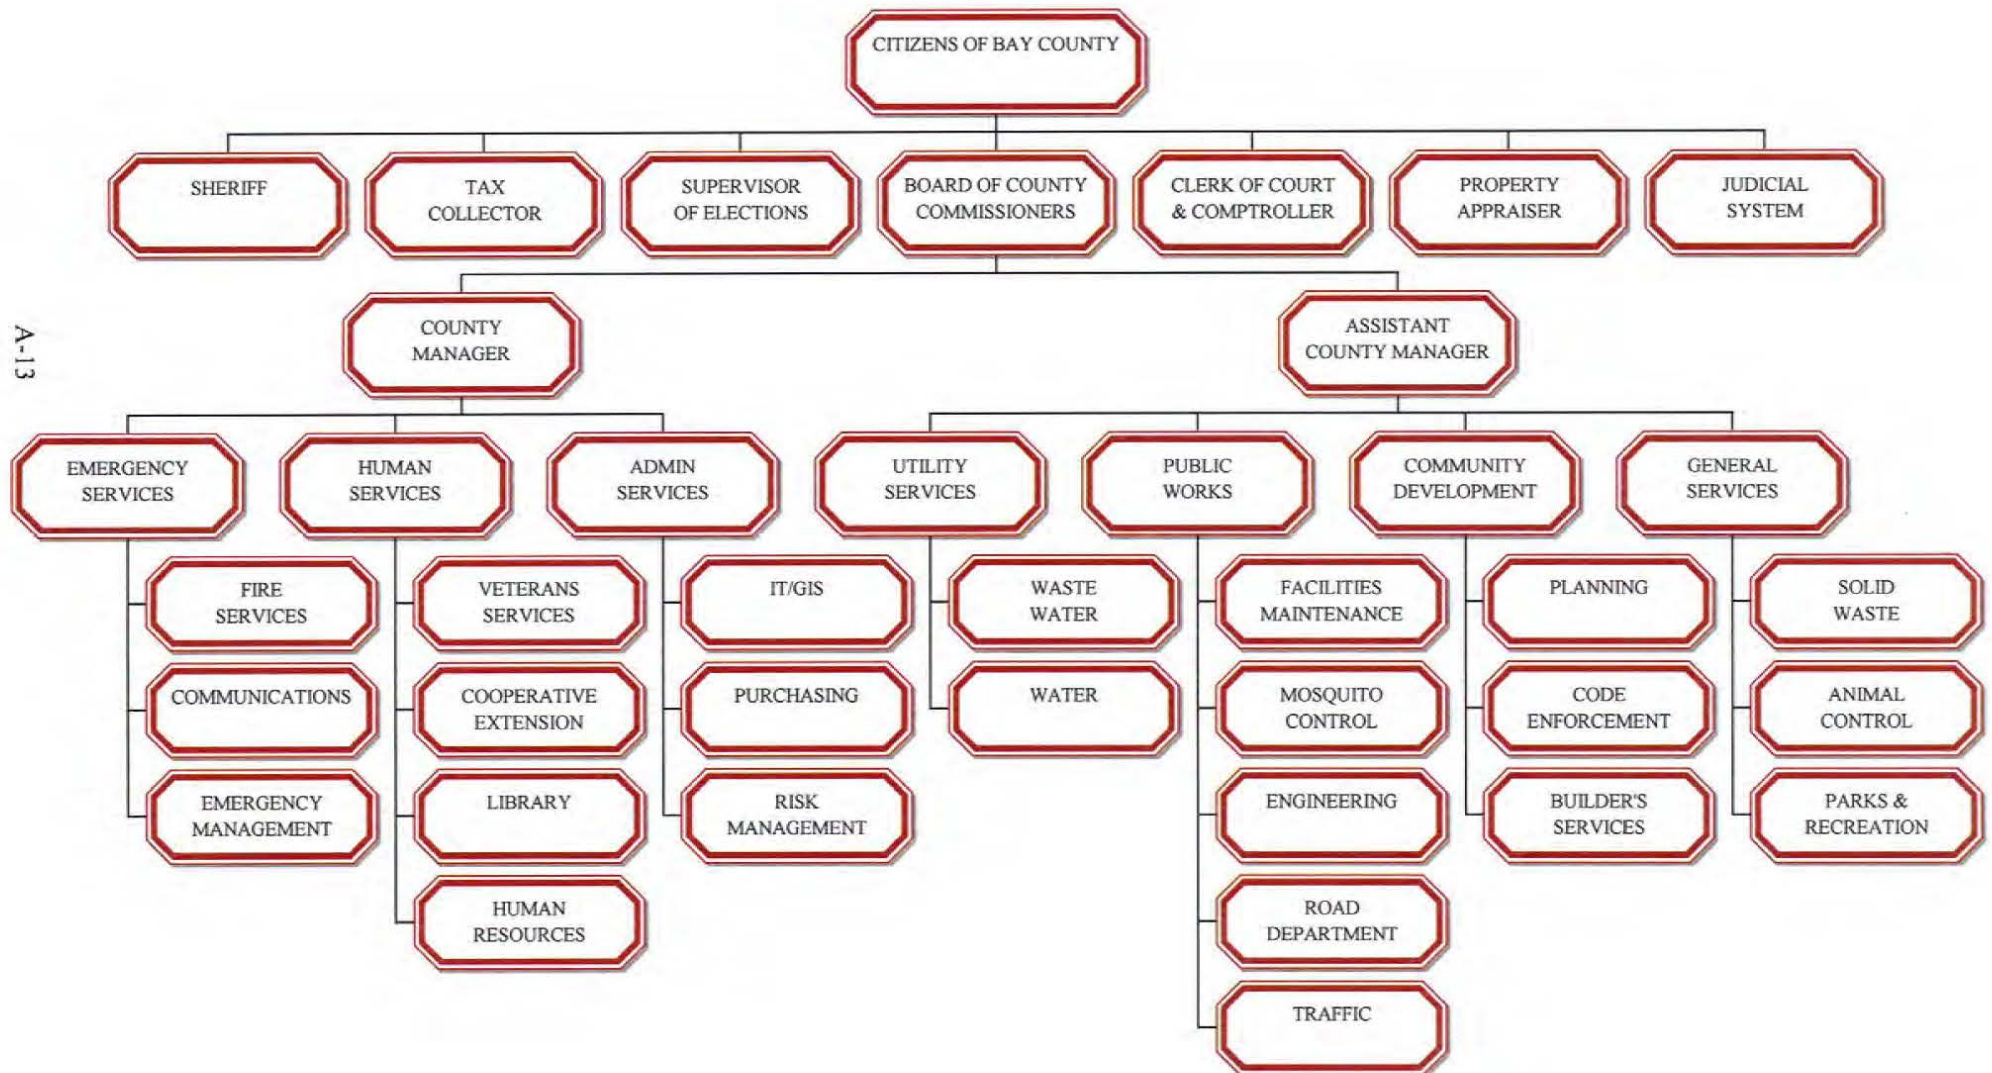 CITIZENS OF BAY COUNTY
SHERIFF
TAX
COLLECTOR
SUPERVISOR
OF ELECTIONS
BOARD OF COUNTY
COMMISSIONERS
CLERK OF COURT
& COMPTROLLER
PROPERTY
APPRAISER
JUDICIAL
SYSTEM
COUNTY
MANAGER
ASSISTANT
COUNTY MANAGER
A-13
EMERGENCY
SERVICES
HUMAN
SERVICES
ADMIN
SERVICES
UTILITY
SERVICES
PUBLIC
WORKS
COMMUNITY
DEVELOPMENT
GENERAL
SERVICES
FIRE
SERVICES
VETERANS
SERVICES
IT/GIS
WASTE
WATER
FACILITIES
MAINTENANCE
PLANNING
SOLID
WASTE
COMMUNICATIONS
COOPERATIVE
EXTENSION
PURCHASING
WATER
MOSQUITO
CONTROL
CODE
ENFORCEMENT
ANIMAL
CONTROL
EMERGENCY
MANAGEMENT
LIBRARY
RISK
MANAGEMENT
ENGINEERING
BUILDER'S
SERVICES
PARKS &
RECREATION
HUMAN
RESOURCES
ROAD
DEPARTMENT
TRAFFIC